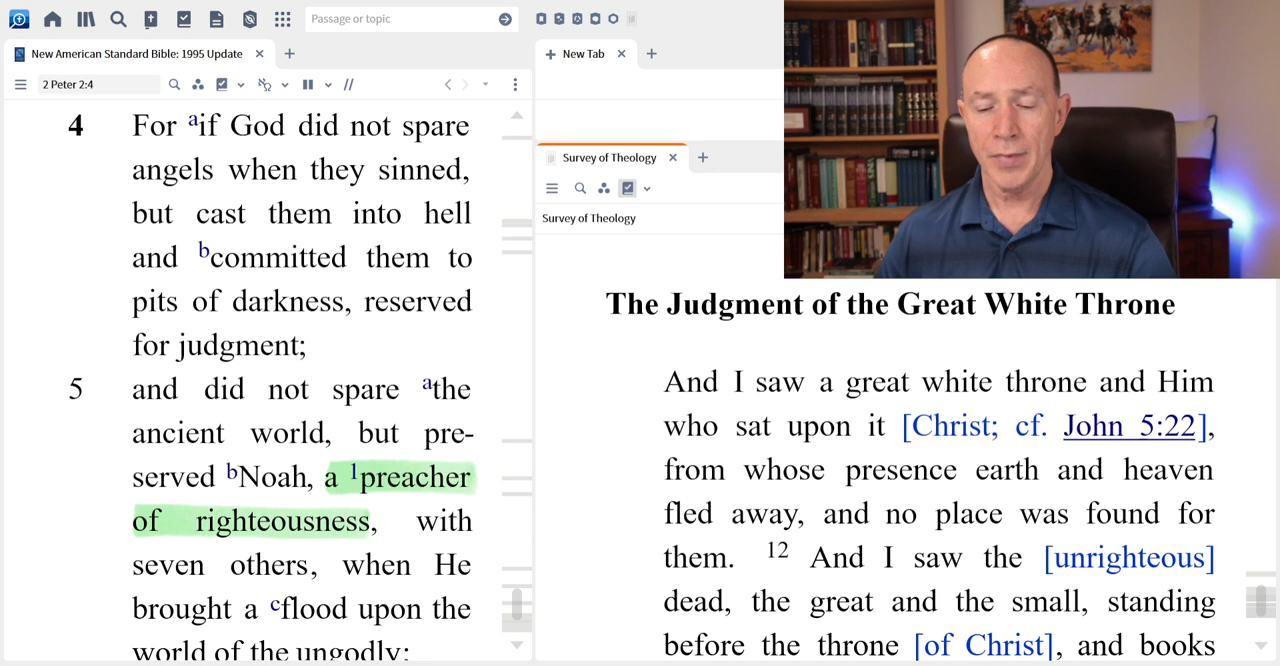 Passage or topic
New American Standard Bible: 1995 Update
New Tab
2 Peter 2:4
4 For ᵃif God did not spare
angels when they sinned,
but cast them into hell
and ᵇcommitted them to
pits of darkness, reserved
for judgment;
5 and did not spare ᵃthe
ancient world, but pre-
served ᵇNoah, a ¹preacher
of righteousness, with
seven others, when He
brought a ᶜflood upon the
world of the ungodly;
Survey of Theology
Survey of Theology
The Judgment of the Great White Throne
And I saw a great white throne and Him
who sat upon it [Christ; cf. John 5:22],
from whose presence earth and heaven
fled away, and no place was found for
them. ¹² And I saw the [unrighteous]
dead, the great and the small, standing
before the throne [of Christ], and books